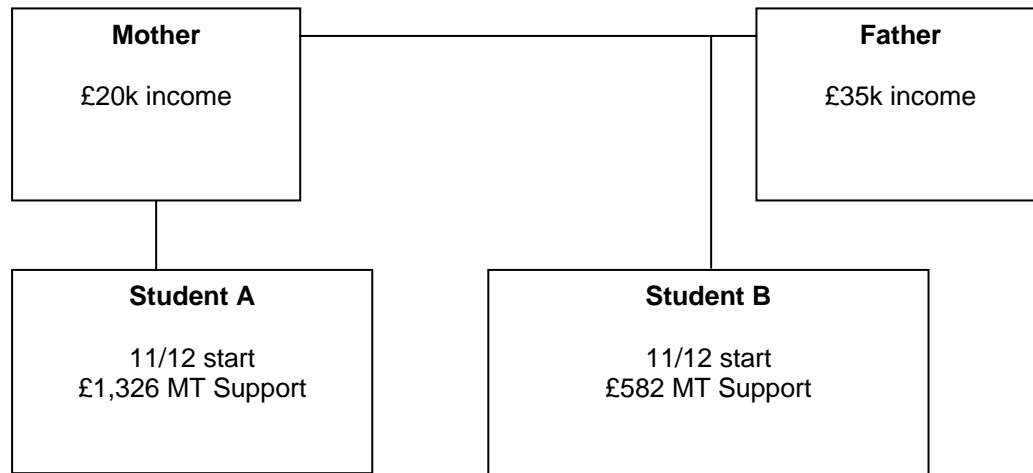 Mother
£20k income
Father
£35k income
Student A
11/12 start
£1,326 MT Support
Student B
11/12 start
£582 MT Support